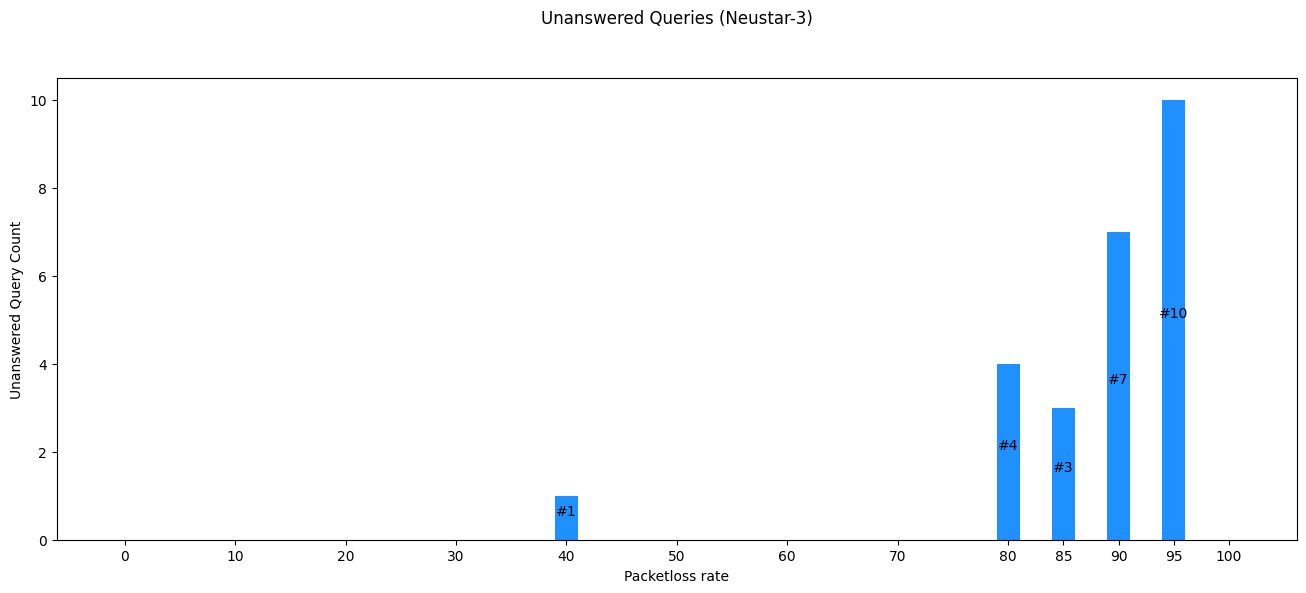 Unanswered Queries (Neustar-3)
Unanswered Query Count
10
8
6
4
2
0
#1
#4
#3
#7
#10
0 10 20 30 40 50 60 70 80 85 90 95 100
Packetloss rate